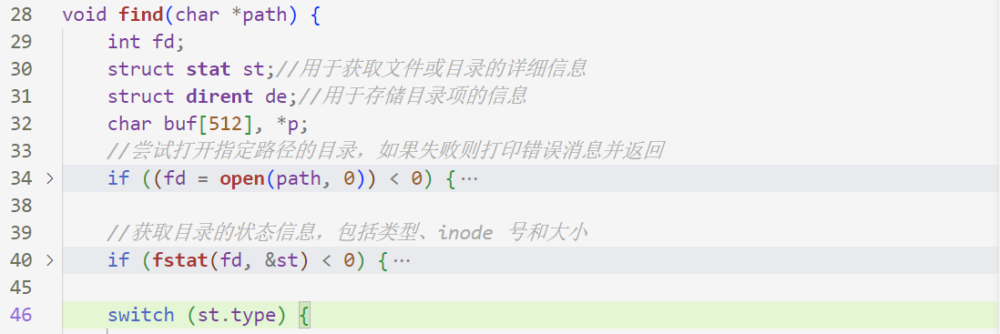 28 void find(char *path) {
29 int fd;
30 struct stat st;//用于获取文件或目录的详细信息
31 struct dirent de;//用于存储目录项的信息
32 char buf[512], *p;
33 //尝试打开指定路径的目录，如果失败则打印错误消息并返回
34 > if ((fd = open(path, 0)) < 0) {…
38
39 //获取目录的状态信息，包括类型、inode 号和大小
40 > if (fstat(fd, &st) < 0) {…
45
46 switch (st.type) {